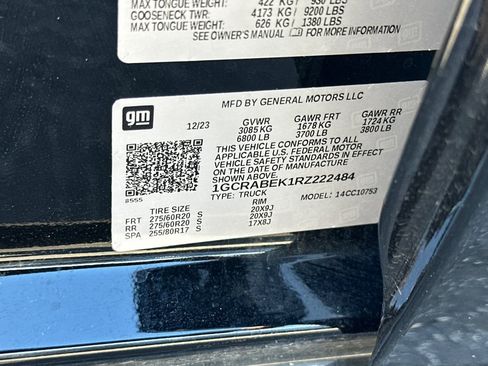 MAX TONGUE WEIGHT: 422 KG/ 930 LBS
GOOSENECK TWR: 4173 KG / 9200 LBS
MAX TONGUE WEIGHT: 626 KG / 1380 LBS
SEE OWNER'S MANUAL FOR MORE INFORMATION
gm
MFD BY GENERAL MOTORS LLC
12/23 GVWR GAWR FRT GAWR RR
3085 KG 1678 KG 1724 KG
6800 LB 3700 LB 3800 LB
THIS VEHICLE CONFORMS TO ALL
APPLICABLE U.S. FEDERAL MOTOR
VEHICLE SAFETY AND THEFT
PREVENTION STANDARDS IN EFFECT
ON THE DATE OF MANUFACTURE
SHOWN ABOVE.
1GCRABEK1RZ222484
TYPE: TRUCK MODEL: 14CC10753
8555
TIRE SIZE RIM
FRT 275/60R20 S 20X9J
RR 275/60R20 S 20X9J
SPA 255/80R17 S 17X8J